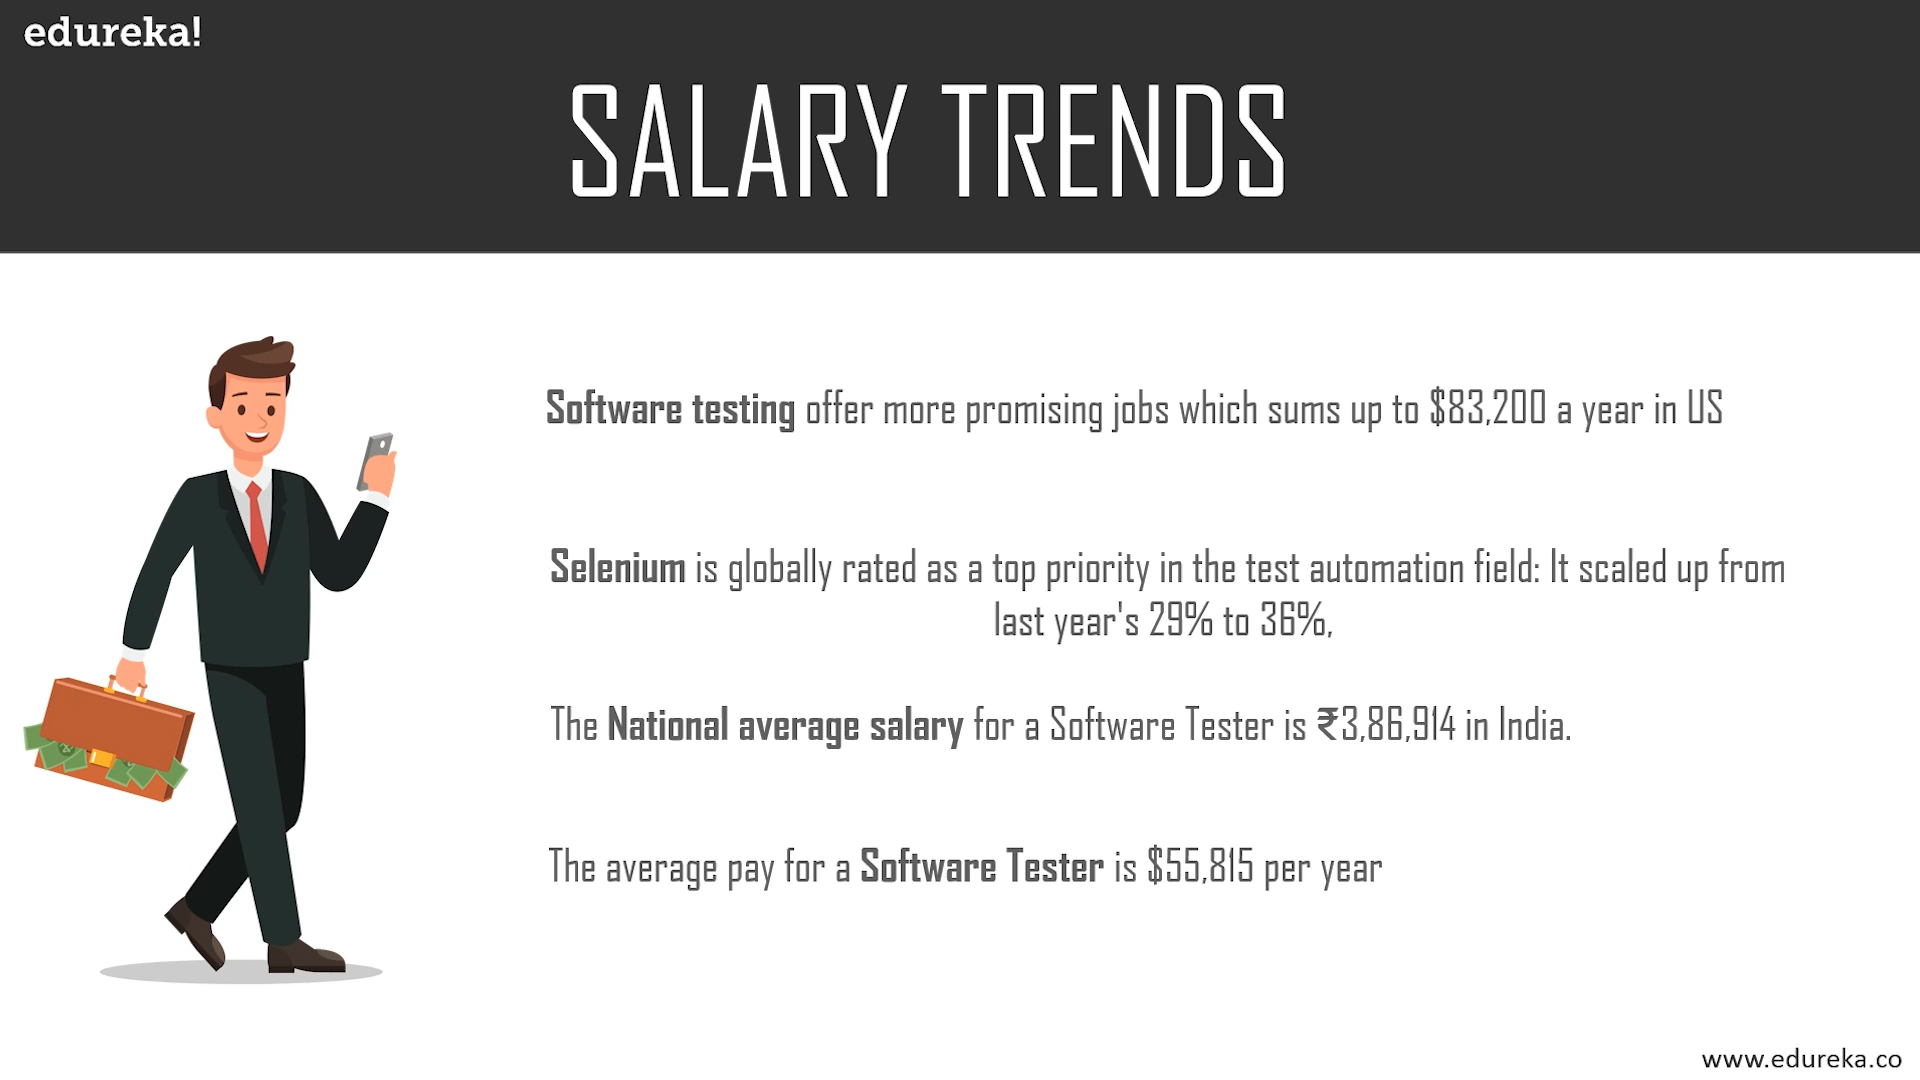 edureka!
SALARY TRENDS
Software testing offer more promising jobs which sums up to $83,200 a year in US
Selenium is globally rated as a top priority in the test automation field: It scaled up from
last year's 29% to 36%,
The National average salary for a Software Tester is ₹3,86,914 in India.
The average pay for a Software Tester is $55,815 per year
www.edureka.co